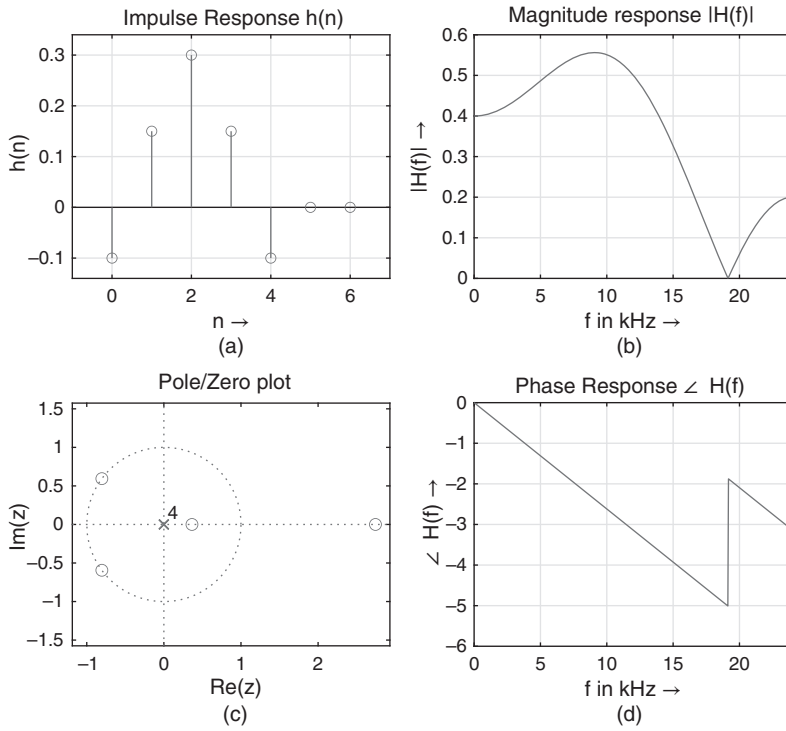 Impulse Response h(n)
0.3
0.2
0.1
0
−0.1
h(n)
0
2
4
6
n →
(a)
Magnitude response |H(f)|
0.6
0.5
0.4
0.3
0.2
0.1
0
|H(f)| →
0
5
10
15
20
f in kHz →
(b)
Pole/Zero plot
1.5
1
0.5
0
−0.5
−1
−1.5
Im(z)
4
−1
0
1
2
Re(z)
(c)
Phase Response ∠ H(f)
0
−1
−2
−3
−4
−5
−6
∠ H(f) →
0
5
10
15
20
f in kHz →
(d)